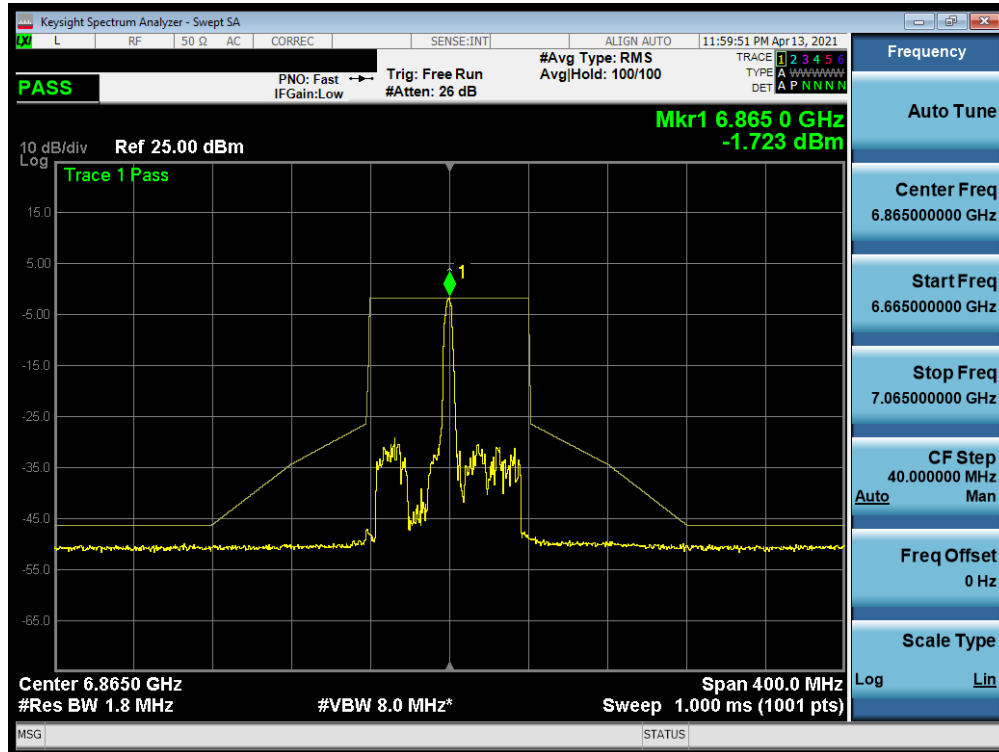 Keysight Spectrum Analyzer - Swept SA
LXI L RF 50 Ω AC CORREC SENSE:INT ALIGN AUTO 11:59:51 PM Apr 13, 2021
PASS
PNO: Fast
IFGain:Low
Trig: Free Run
#Atten: 26 dB
#Avg Type: RMS
Avg|Hold: 100/100
TRACE 1 2 3 4 5 6
TYPE A WWWWW
DET A P N N N N
Mkr1 6.865 0 GHz
-1.723 dBm
10 dB/div Ref 25.00 dBm
Log
Trace 1 Pass
15.0
5.00
1
-5.00
-15.0
-25.0
-35.0
-45.0
-55.0
-65.0
Center 6.8650 GHz Span 400.0 MHz
#Res BW 1.8 MHz #VBW 8.0 MHz* Sweep 1.000 ms (1001 pts)
MSG STATUS
Frequency
Auto Tune
Center Freq
6.865000000 GHz
Start Freq
6.665000000 GHz
Stop Freq
7.065000000 GHz
CF Step
40.000000 MHz
Auto Man
Freq Offset
0 Hz
Scale Type
Log Lin